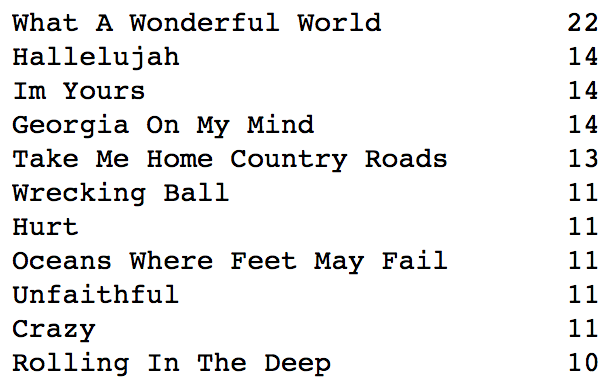 What A Wonderful World 22
Hallelujah 14
Im Yours 14
Georgia On My Mind 14
Take Me Home Country Roads 13
Wrecking Ball 11
Hurt 11
Oceans Where Feet May Fail 11
Unfaithful 11
Crazy 11
Rolling In The Deep 10